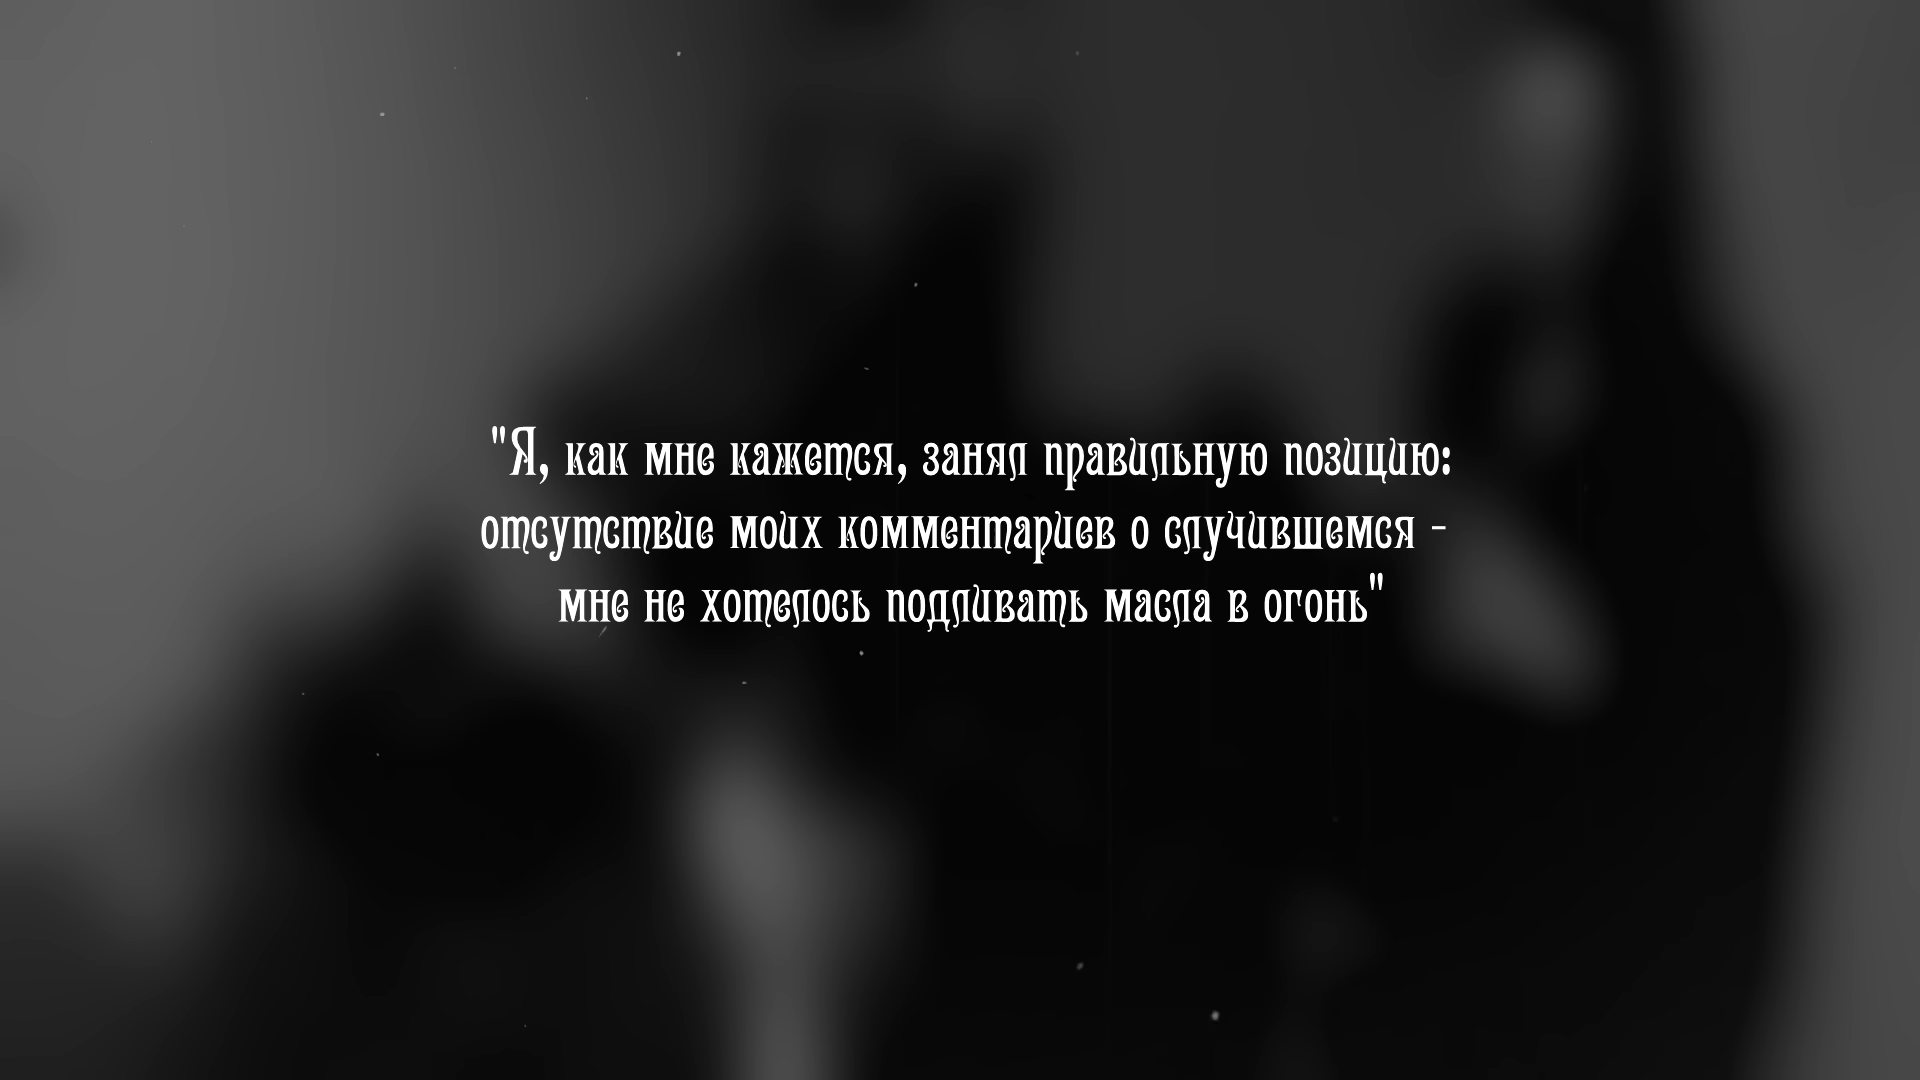 "Я, как мне кажется, занял правильную позицию:
отсутствие моих комментариев о случившемся -
мне не хотелось подливать масла в огонь"